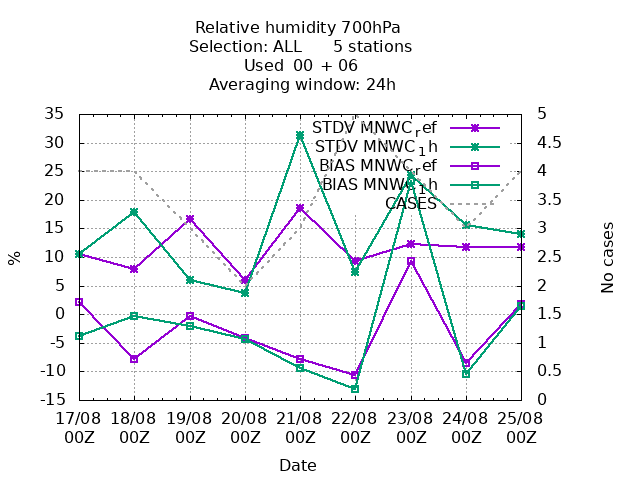 Relative humidity 700hPa
Selection: ALL 5 stations
Used 00 + 06
Averaging window: 24h
35
30
25
20
15
10
5
0
-5
-10
-15
%
5
4.5
4
3.5
3
2.5
2
1.5
1
0.5
0
No cases
STDV MNWC_ref
STDV MNWC_1h
BIAS MNWC_ref
BIAS MNWC_1h
CASES
17/08 18/08 19/08 20/08 21/08 22/08 23/08 24/08 25/08
00Z 00Z 00Z 00Z 00Z 00Z 00Z 00Z 00Z
Date